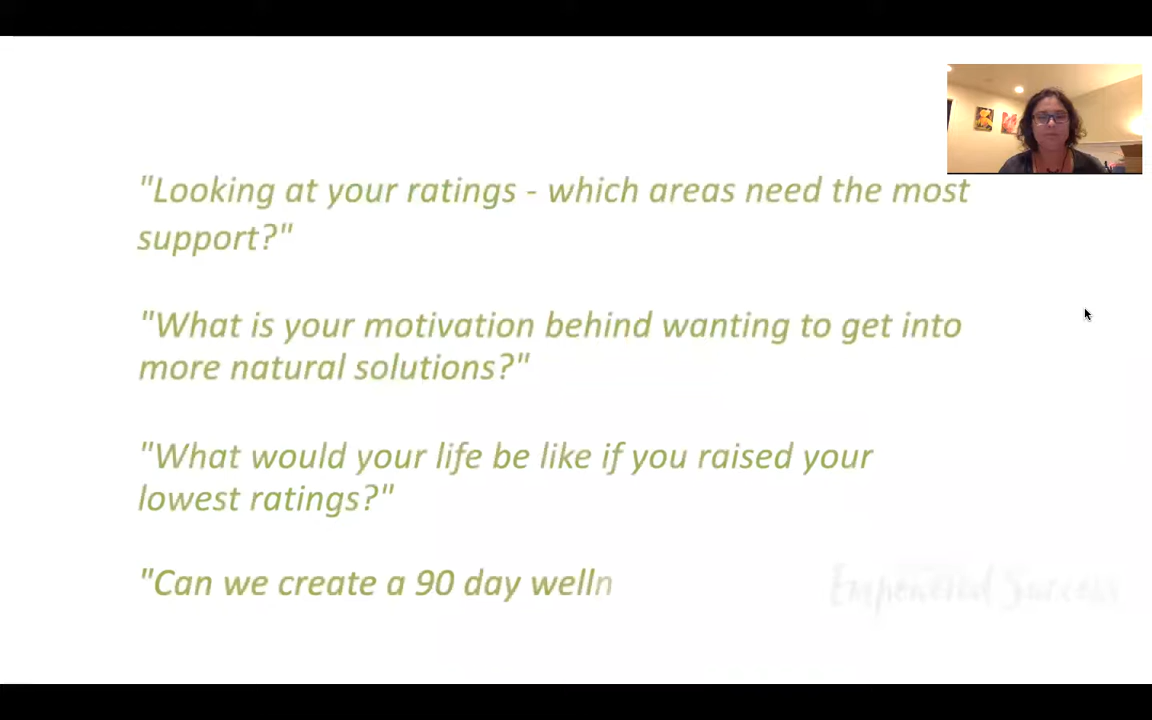 "Looking at your ratings - which areas need the most
support?"
"What is your motivation behind wanting to get into
more natural solutions?"
"What would your life be like if you raised your
lowest ratings?"
"Can we create a 90 day welln
Empowered Success